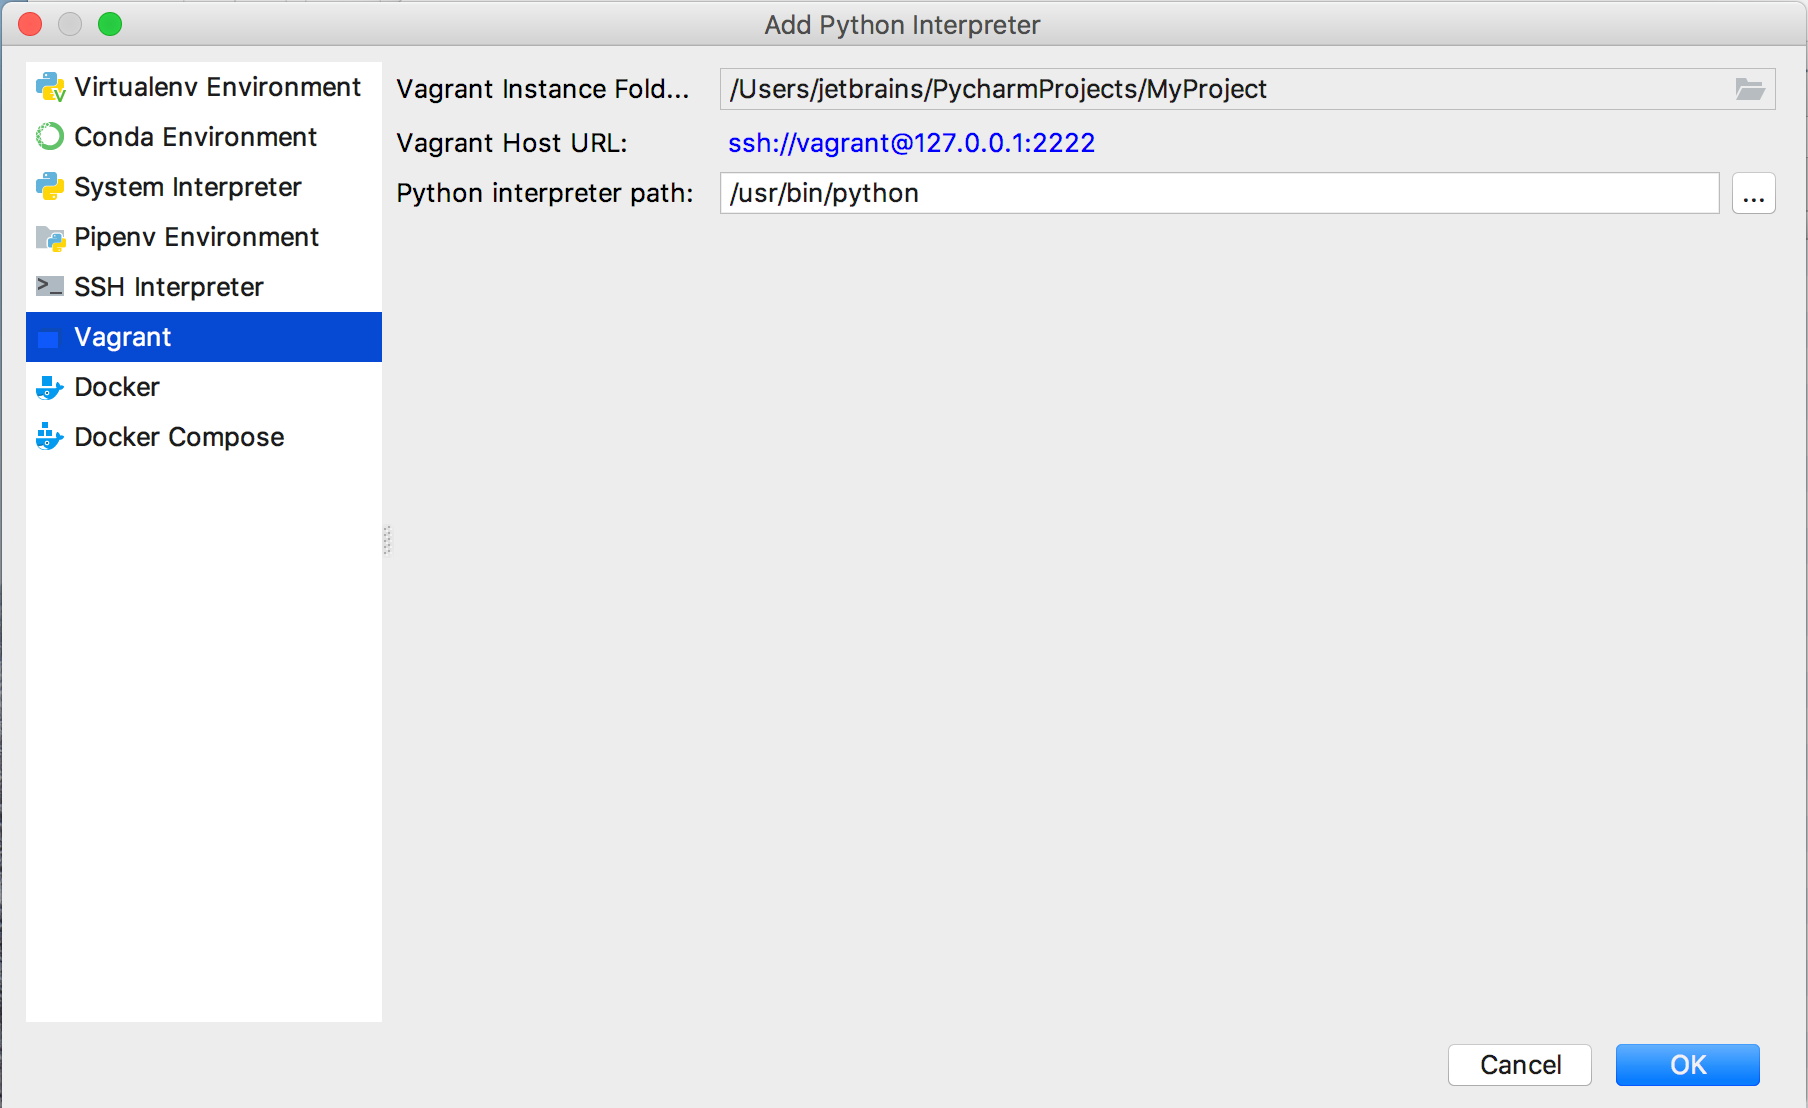 Add Python Interpreter
Virtualenv Environment
Conda Environment
System Interpreter
Pipenv Environment
SSH Interpreter
Vagrant
Docker
Docker Compose
Vagrant Instance Fold... /Users/jetbrains/PycharmProjects/MyProject
Vagrant Host URL: ssh://vagrant@127.0.0.1:2222
Python interpreter path: /usr/bin/python ...
Cancel OK